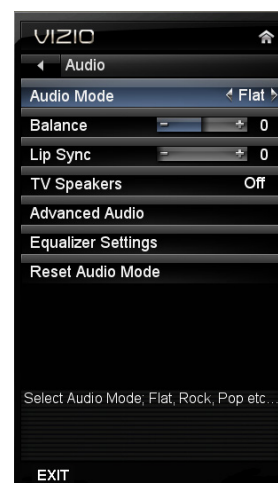 VIZIO
Audio
Audio Mode Flat
Balance - + 0
Lip Sync - + 0
TV Speakers Off
Advanced Audio
Equalizer Settings
Reset Audio Mode
Select Audio Mode; Flat, Rock, Pop etc...
EXIT